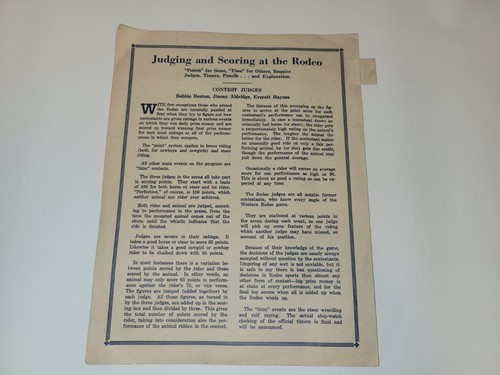 Judging and Scoring at the Rodeo
"Points" for Some, "Time" for Others, Require
Judges, Timers, Pencils . . . and Explanation.
CONTEST JUDGES
Bobbie Benton, Jimmy Aldridge, Everett Haynes
WITH few exceptions those who attend
the Rodeo are naturally puzzled at
first when they try to figure out how
contestants are given ratings in various events
on which they win daily prize money and are
scored up toward winning final prize money
for best total ratings at all of the perform-
ances in which they compete.
The "point" system applies to bronc riding
(both for cowboys and cowgirls) and steer
riding.
All other main events on the program are
"time" contests.
The three judges in the arena all take part
in scoring points. They start with a basis
of 100 for both horse or steer and its rider.
"Perfection," of course, is 100 points, which
neither animal nor rider ever achieves.
Both rider and animal are judged, accord-
ing to performance in the arena, from the
time the mounted animal comes out of the
chute until the whistle indicates that the
ride is finished.
Judges are severe in their ratings. It
takes a good horse or steer to score 85 points.
Likewise it takes a good cowgirl or cowboy
rider to be chalked down with 85 points.
In most instances there is a variation be-
tween points scored by the rider and those
scored by the animal. In other words, an
animal may only score 65 points in perform-
ance against the rider's 75, or vice versa.
The figures are lumped (added together) by
each judge. All those figures, as turned in
by the three judges, are added up in the scor-
ing box and then divided by three. This gives
the total number of points scored by the
rider, taking into consideration also the per-
formance of the animal ridden in the contest.
The fairness of this averaging up the fig-
ures to arrive at the point score for each
contestant's performance can be recognized
immediately. In case a contestant draws an
unusually bad horse (or steer), the rider gets
a proportionately high rating on the animal's
performance. The tougher the animal the
better for the rider. If the contestant makes
an unusually good ride on only a fair per-
forming animal, he (or she) gets due credit,
though the performance of the animal may
pull down the general average.
Occasionally a rider will secure an average
score for one performance as high as 80.
This is about as good a rating as can be ex-
pected at any time.
The Rodeo judges are all notable former
contestants, who know every angle of the
Western Rodeo game.
They are stationed at various points in
the arena during each event, so one judge
will pick up some feature of the riding
which another judge may have missed, on
account of his position.
Because of their knowledge of the game,
the decisions of the judges are nearly always
accepted without question by the contestants.
Umpiring of any sort is not enviable, but it
is safe to say there is less questioning of
decisions in Rodeo sports than almost any
other form of contest—big prize money is
at stake at every performance, and for the
final top scores when all is added up when
the Rodeo winds up.
The "time" events are the steer wrestling
and calf roping. The actual stop-watch
checking of the official timers is final and
will be announced.